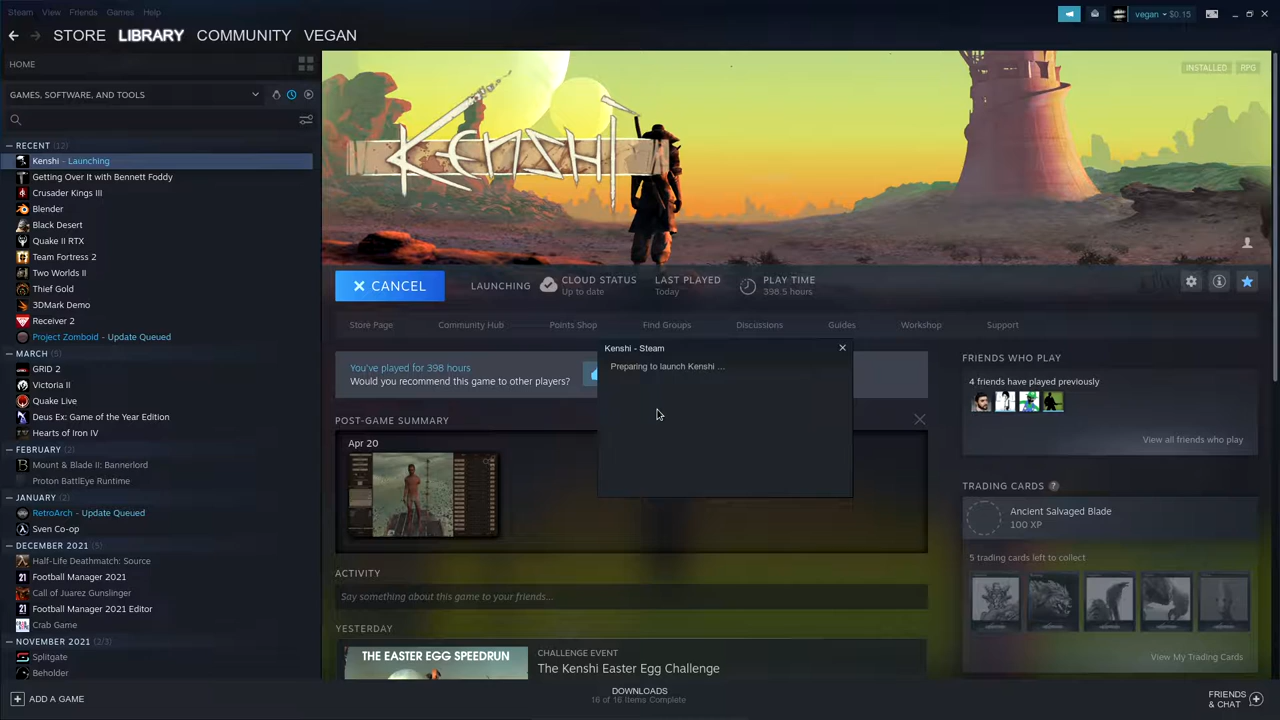 Steam View Friends Games Help
vegan $0.15
STORE LIBRARY COMMUNITY VEGAN
HOME
GAMES, SOFTWARE, AND TOOLS
RECENT (12)
Kenshi - Launching
Getting Over It with Bennett Foddy
Crusader Kings III
Blender
Black Desert
Quake II RTX
Team Fortress 2
Two Worlds II
Thief Gold
3DMark Demo
Receiver 2
Project Zomboid - Update Queued
MARCH (5)
GRID 2
Victoria II
Quake Live
Deus Ex: Game of the Year Edition
Hearts of Iron IV
FEBRUARY (2)
Mount & Blade II: Bannerlord
Proton BattlEye Runtime
JANUARY (2)
RetroArch - Update Queued
Sven Co-op
DECEMBER 2021 (5)
Half-Life Deathmatch: Source
Football Manager 2021
Call of Juarez Gunslinger
Football Manager 2021 Editor
Crab Game
NOVEMBER 2021 (2/3)
Splitgate
Beholder
ADD A GAME
KENSHI
INSTALLED RPG
CANCEL
LAUNCHING
CLOUD STATUS
Up to date
LAST PLAYED
Today
PLAY TIME
398.5 hours
Store Page Community Hub Points Shop Find Groups Discussions Guides Workshop Support
You've played for 398 hours
Would you recommend this game to other players?
Kenshi - Steam
Preparing to launch Kenshi ...
POST-GAME SUMMARY
Apr 20
ACTIVITY
Say something about this game to your friends...
YESTERDAY
THE EASTER EGG SPEEDRUN
CHALLENGE EVENT
The Kenshi Easter Egg Challenge
FRIENDS WHO PLAY
4 friends have played previously
View all friends who play
TRADING CARDS ?
Ancient Salvaged Blade
100 XP
5 trading cards left to collect
View My Trading Cards
DOWNLOADS
16 of 16 Items Complete
FRIENDS
& CHAT